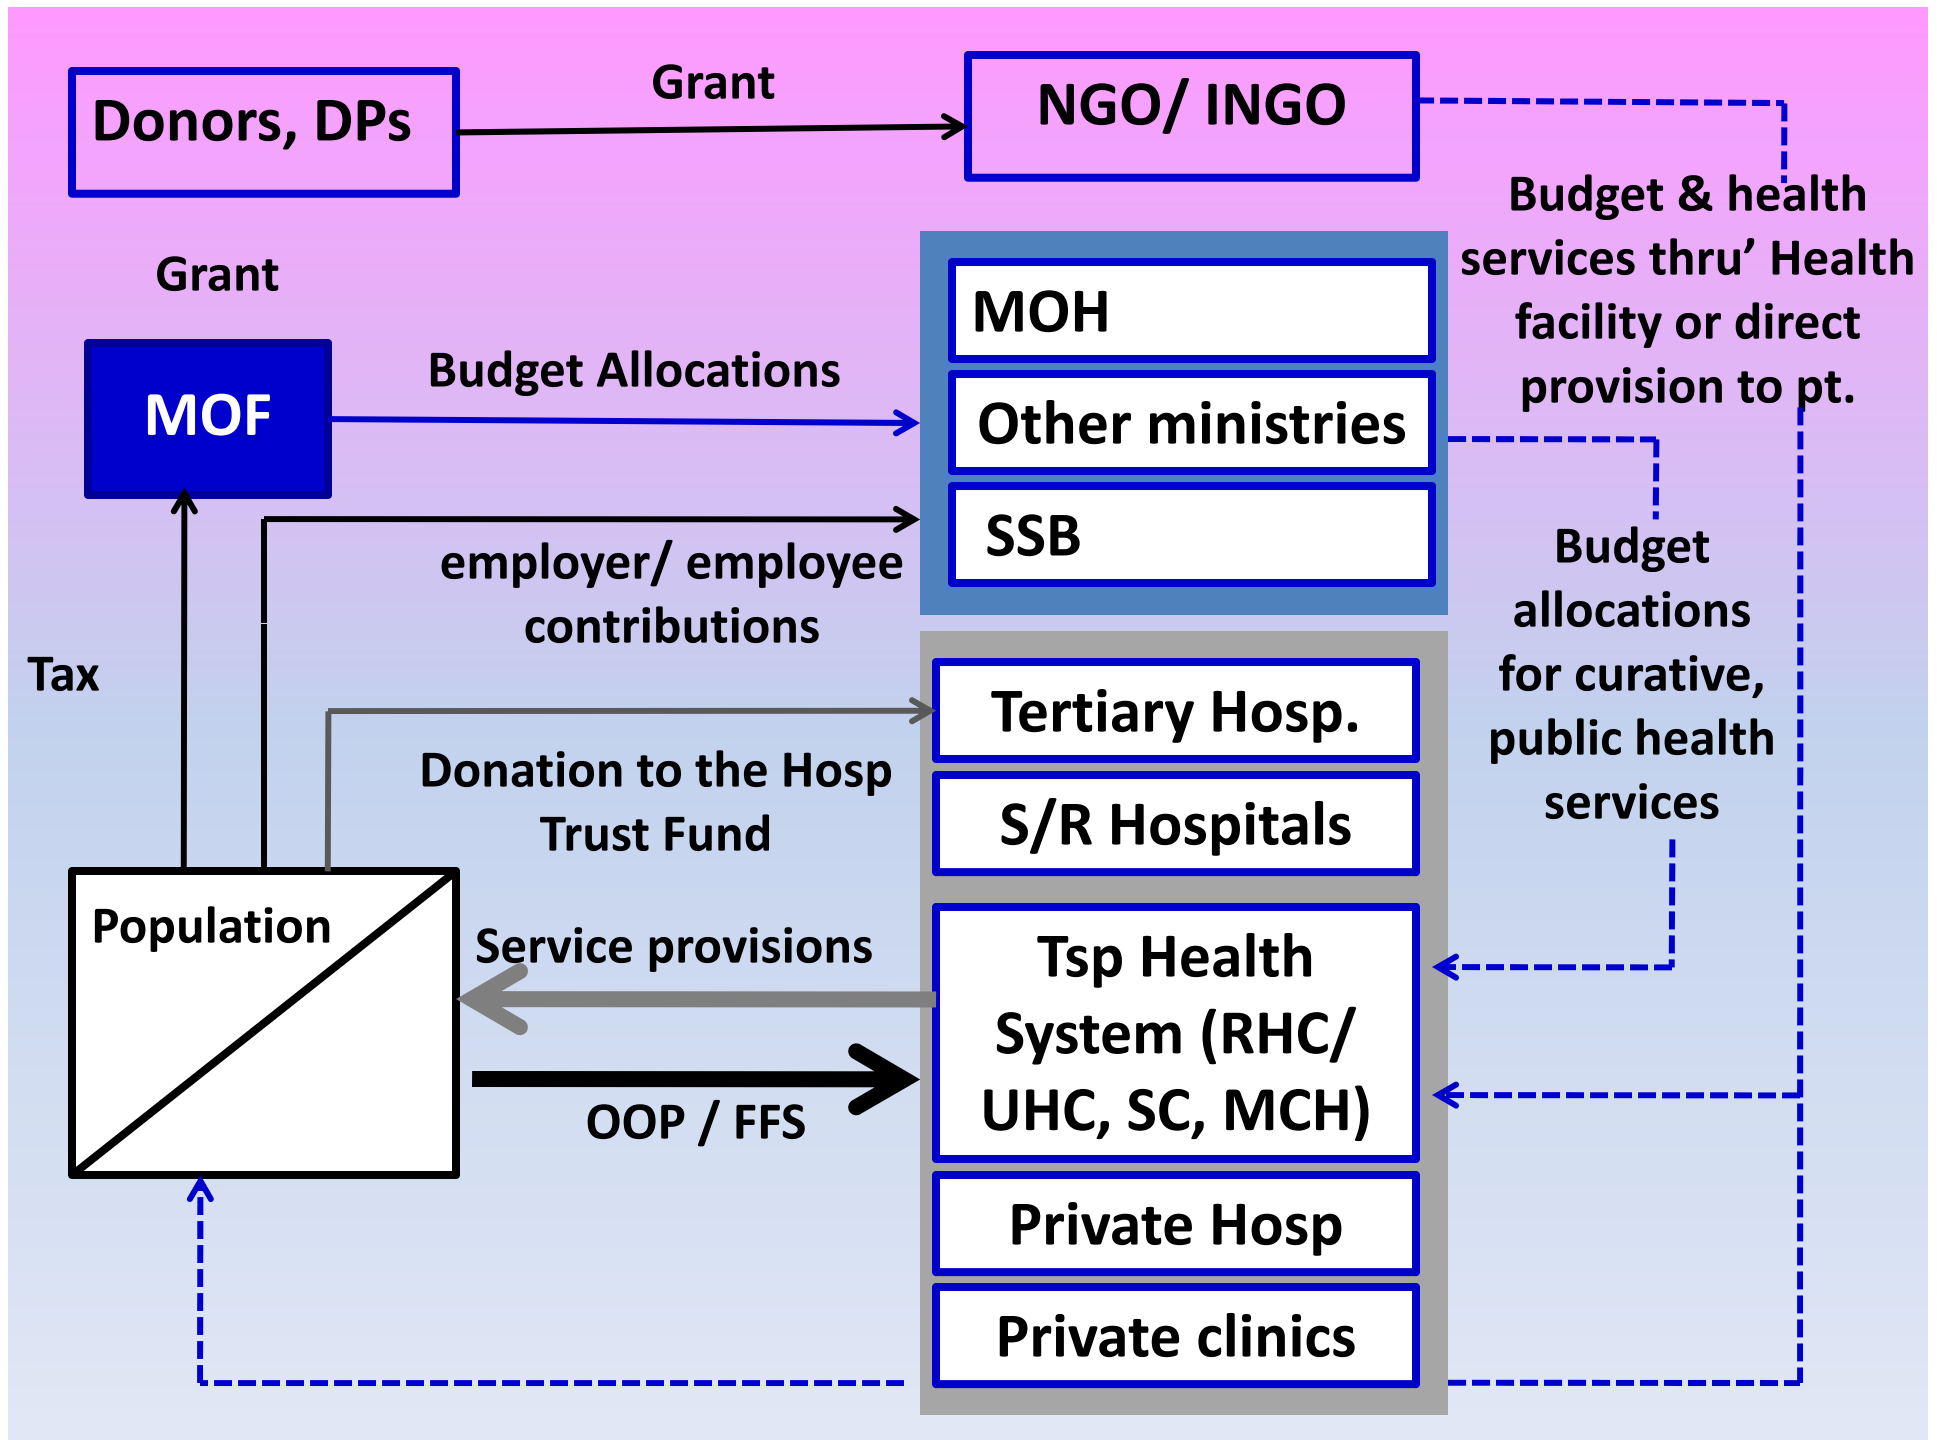 Donors, DPs
Grant
NGO/ INGO
Budget & health
services thru’ Health
facility or direct
provision to pt.
Grant
MOF
Budget Allocations
MOH
Other ministries
SSB
employer/ employee
contributions
Budget
allocations
for curative,
public health
services
Tax
Tertiary Hosp.
S/R Hospitals
Donation to the Hosp
Trust Fund
Population
Service provisions
OOP / FFS
Tsp Health
System (RHC/
UHC, SC, MCH)
Private Hosp
Private clinics